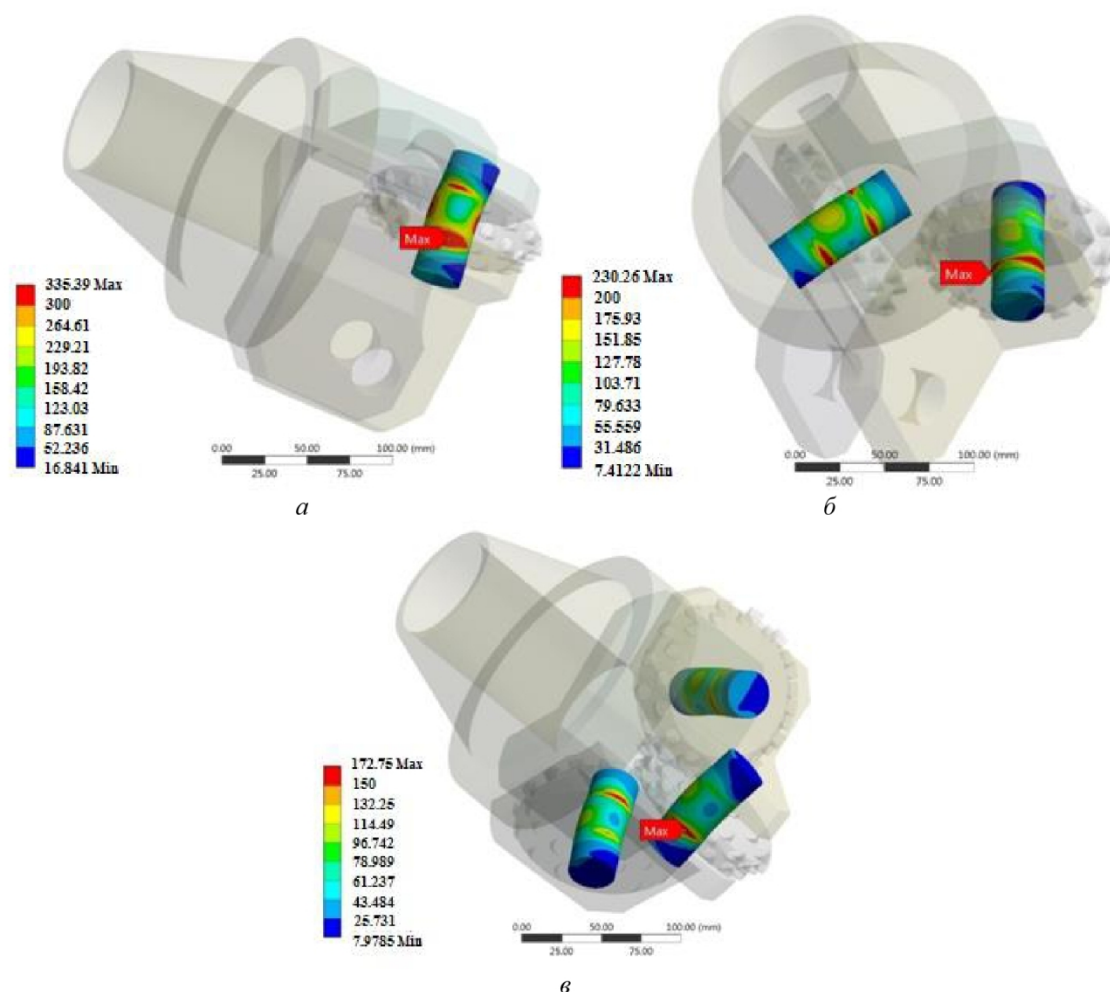 Max
335.39 Max
300
264.61
229.21
193.82
158.42
123.03
87.631
52.236
16.841 Min
0.00 50.00 100.00 (mm)
25.00 75.00
а
Max
230.26 Max
200
175.93
151.85
127.78
103.71
79.633
55.559
31.486
7.4122 Min
0.00 50.00 100.00 (mm)
25.00 75.00
б
Max
172.75 Max
150
132.25
114.49
96.742
78.989
61.237
43.484
25.731
7.9785 Min
0.00 50.00 100.00 (mm)
25.00 75.00
в